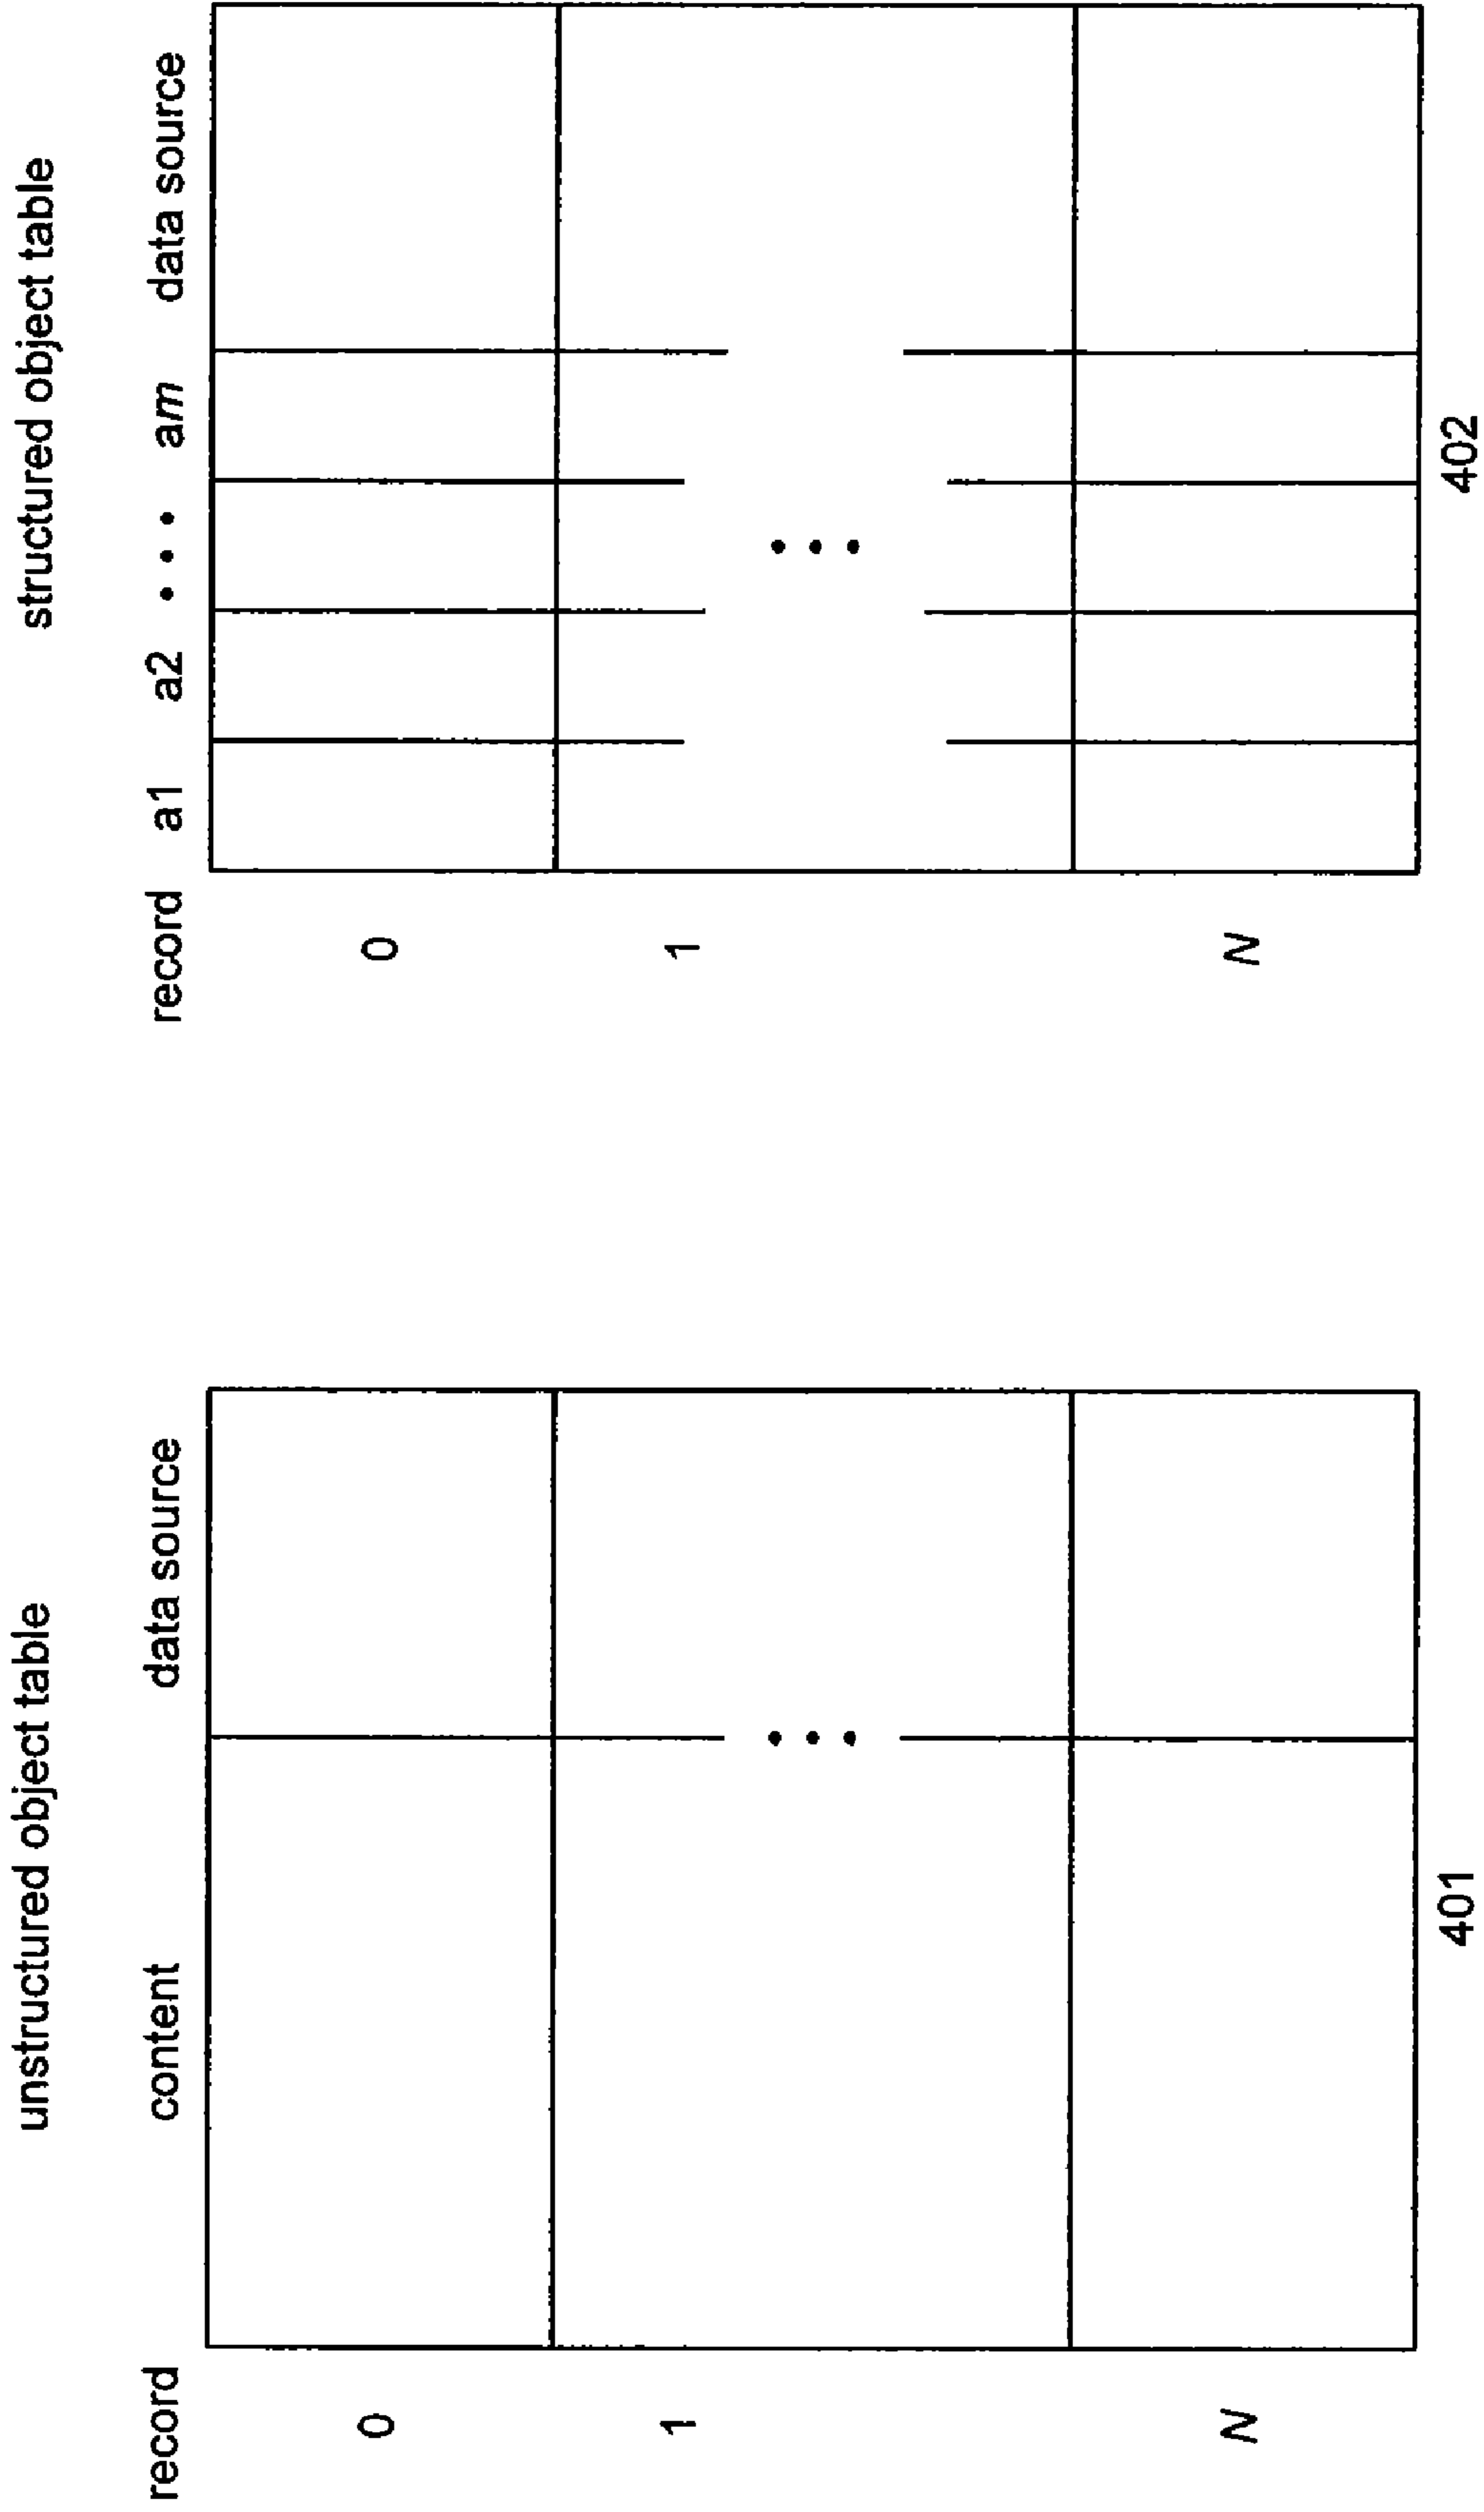 unstructured object table
record content data source
0
1
N
401
structured object table
record a1 a2 ... am data source
0
1
N
402